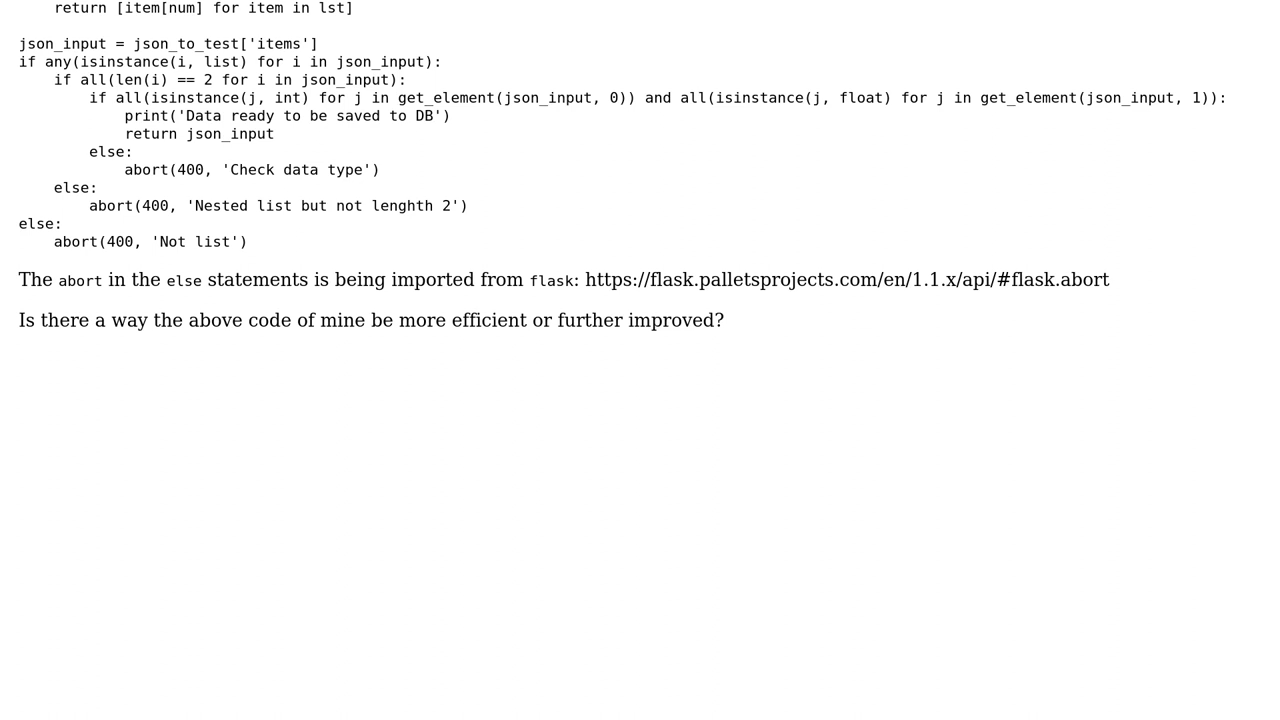 return [item[num] for item in lst]

json_input = json_to_test['items']
if any(isinstance(i, list) for i in json_input):
    if all(len(i) == 2 for i in json_input):
        if all(isinstance(j, int) for j in get_element(json_input, 0)) and all(isinstance(j, float) for j in get_element(json_input, 1)):
            print('Data ready to be saved to DB')
            return json_input
        else:
            abort(400, 'Check data type')
    else:
        abort(400, 'Nested list but not lenghth 2')
else:
    abort(400, 'Not list')
The abort in the else statements is being imported from flask: https://flask.palletsprojects.com/en/1.1.x/api/#flask.abort
Is there a way the above code of mine be more efficient or further improved?